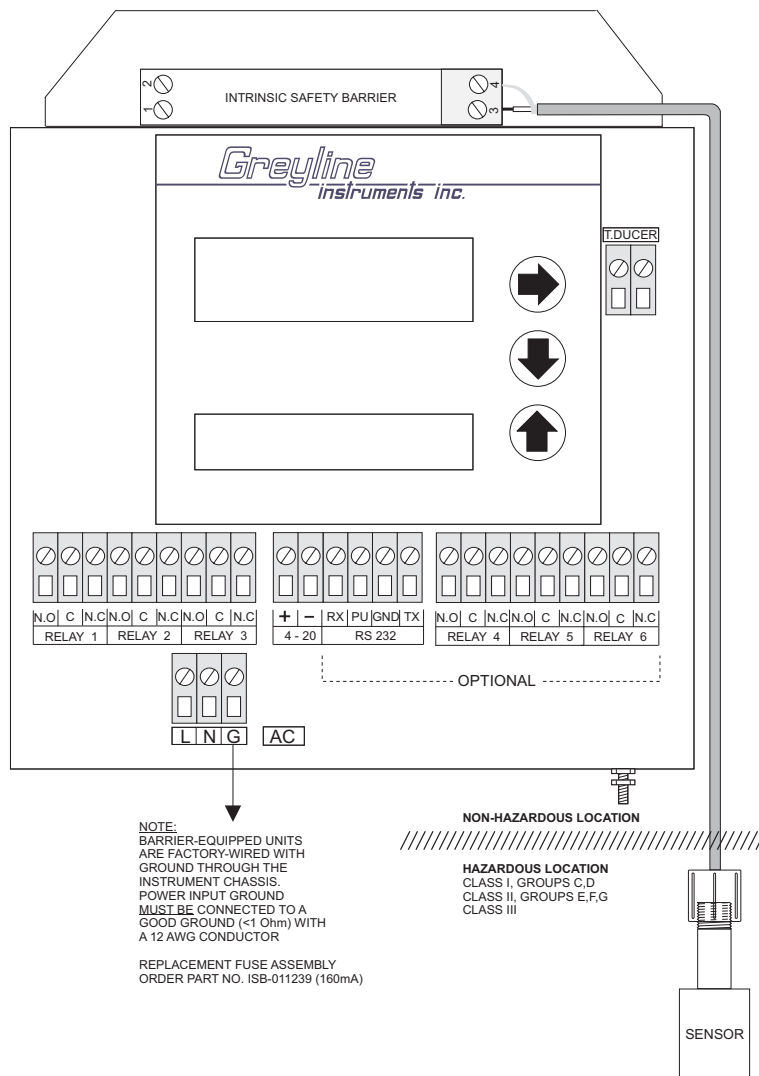 2
1
INTRINSIC SAFETY BARRIER
4
3
Greyline
instruments inc.
T.DUCER
N.O C N.C N.O C N.C N.O C N.C
RELAY 1 RELAY 2 RELAY 3
+ - RX PU GND TX
4 - 20 RS 232
N.O C N.C N.O C N.C N.O C N.C
RELAY 4 RELAY 5 RELAY 6
OPTIONAL
L N G AC
NOTE:
BARRIER-EQUIPPED UNITS
ARE FACTORY-WIRED WITH
GROUND THROUGH THE
INSTRUMENT CHASSIS.
POWER INPUT GROUND
MUST BE CONNECTED TO A
GOOD GROUND (<1 Ohm) WITH
A 12 AWG CONDUCTOR
REPLACEMENT FUSE ASSEMBLY
ORDER PART NO. ISB-011239 (160mA)
NON-HAZARDOUS LOCATION
HAZARDOUS LOCATION
CLASS I, GROUPS C,D
CLASS II, GROUPS E,F,G
CLASS III
SENSOR